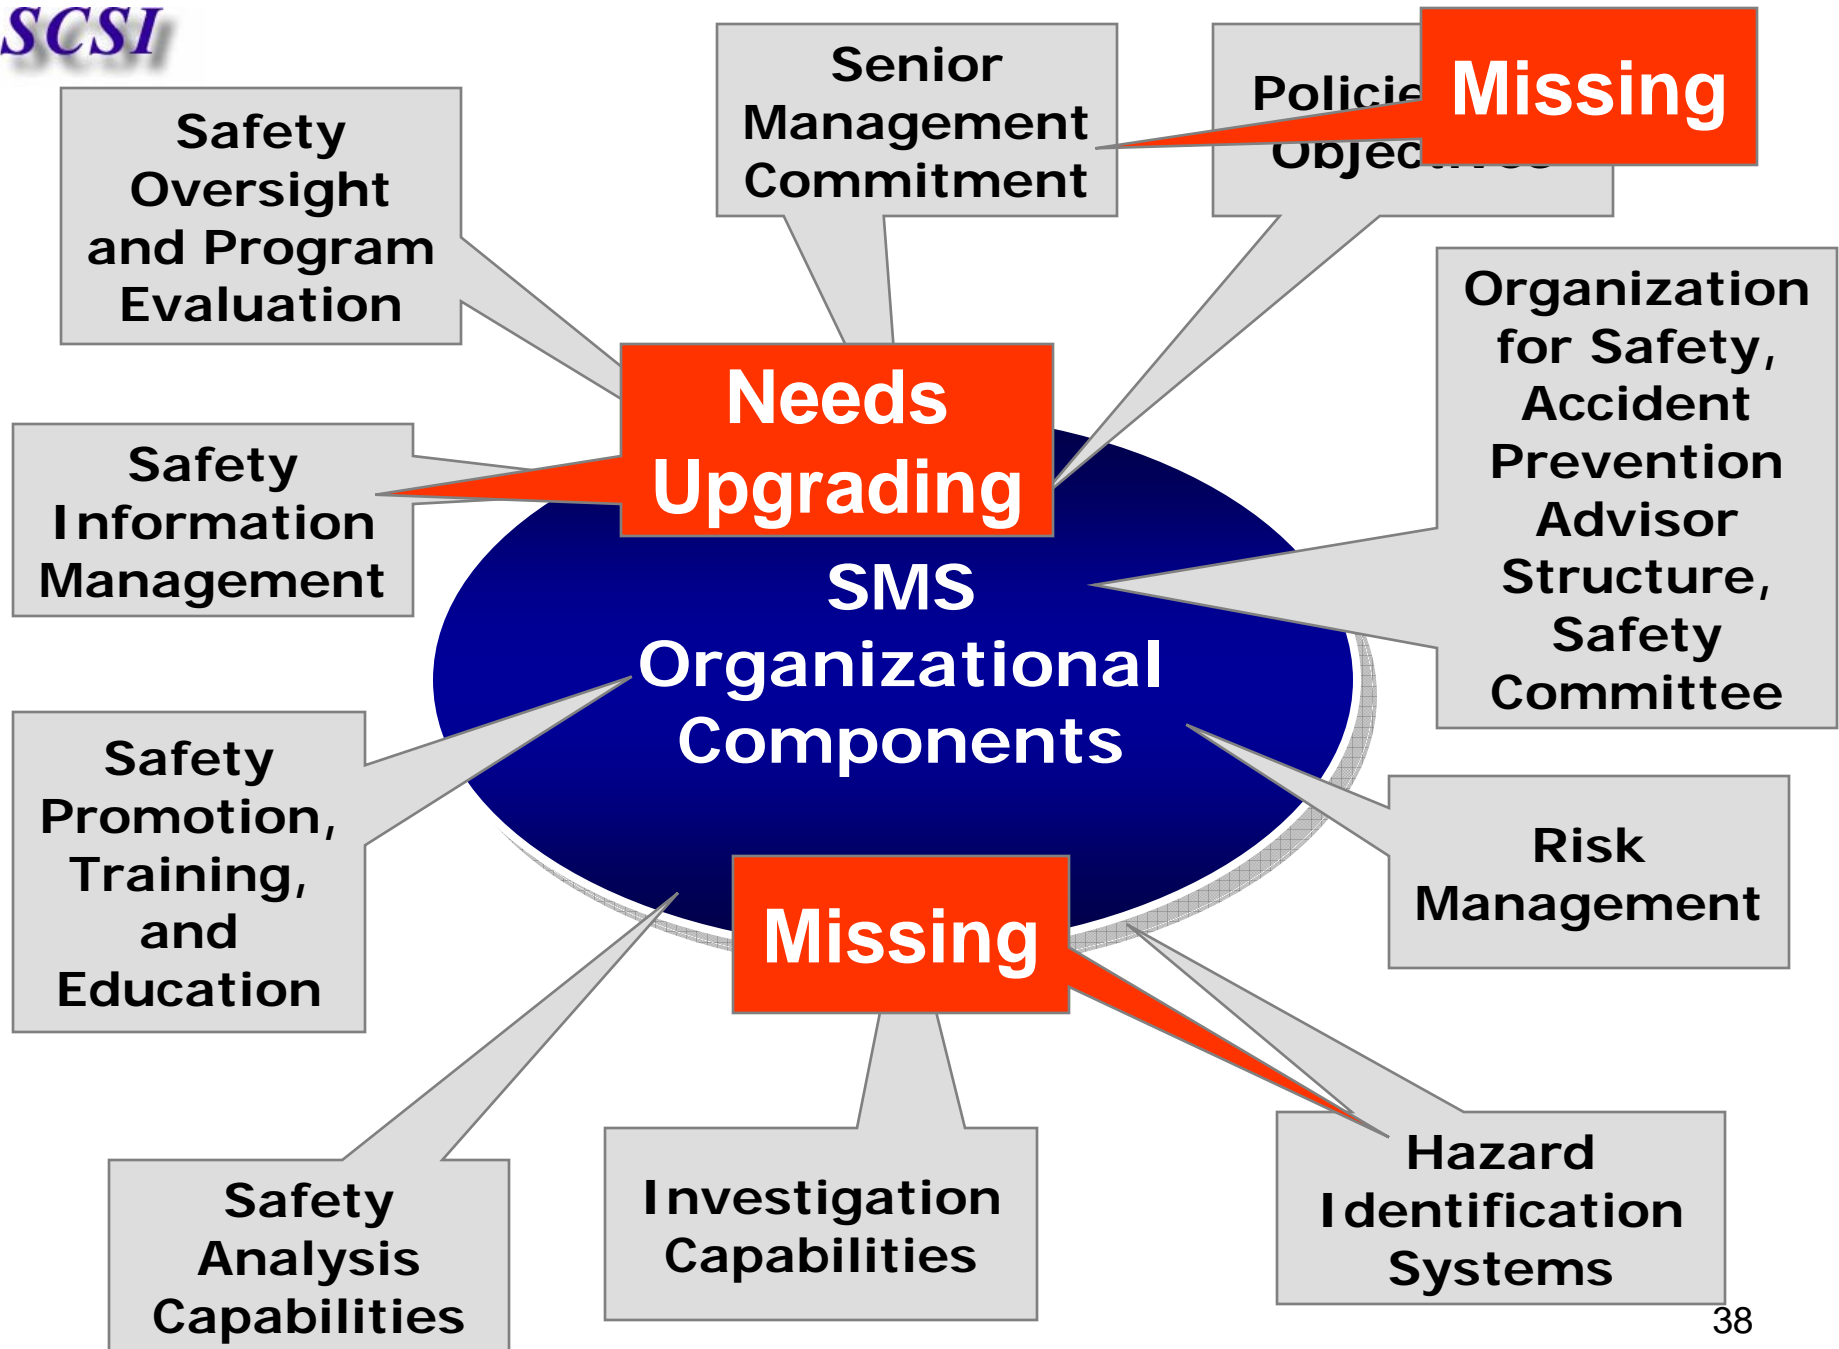 SCSI
Senior
Management
Commitment
Missing
Safety
Oversight
and Program
Evaluation
Organization
for Safety,
Accident
Prevention
Advisor
Structure,
Safety
Committee
Needs
Upgrading
Safety
Information
Management
SMS
Organizational
Components
Safety
Promotion,
Training,
and
Education
Risk
Management
Missing
Hazard
Identification
Systems
Investigation
Capabilities
Safety
Analysis
Capabilities
38